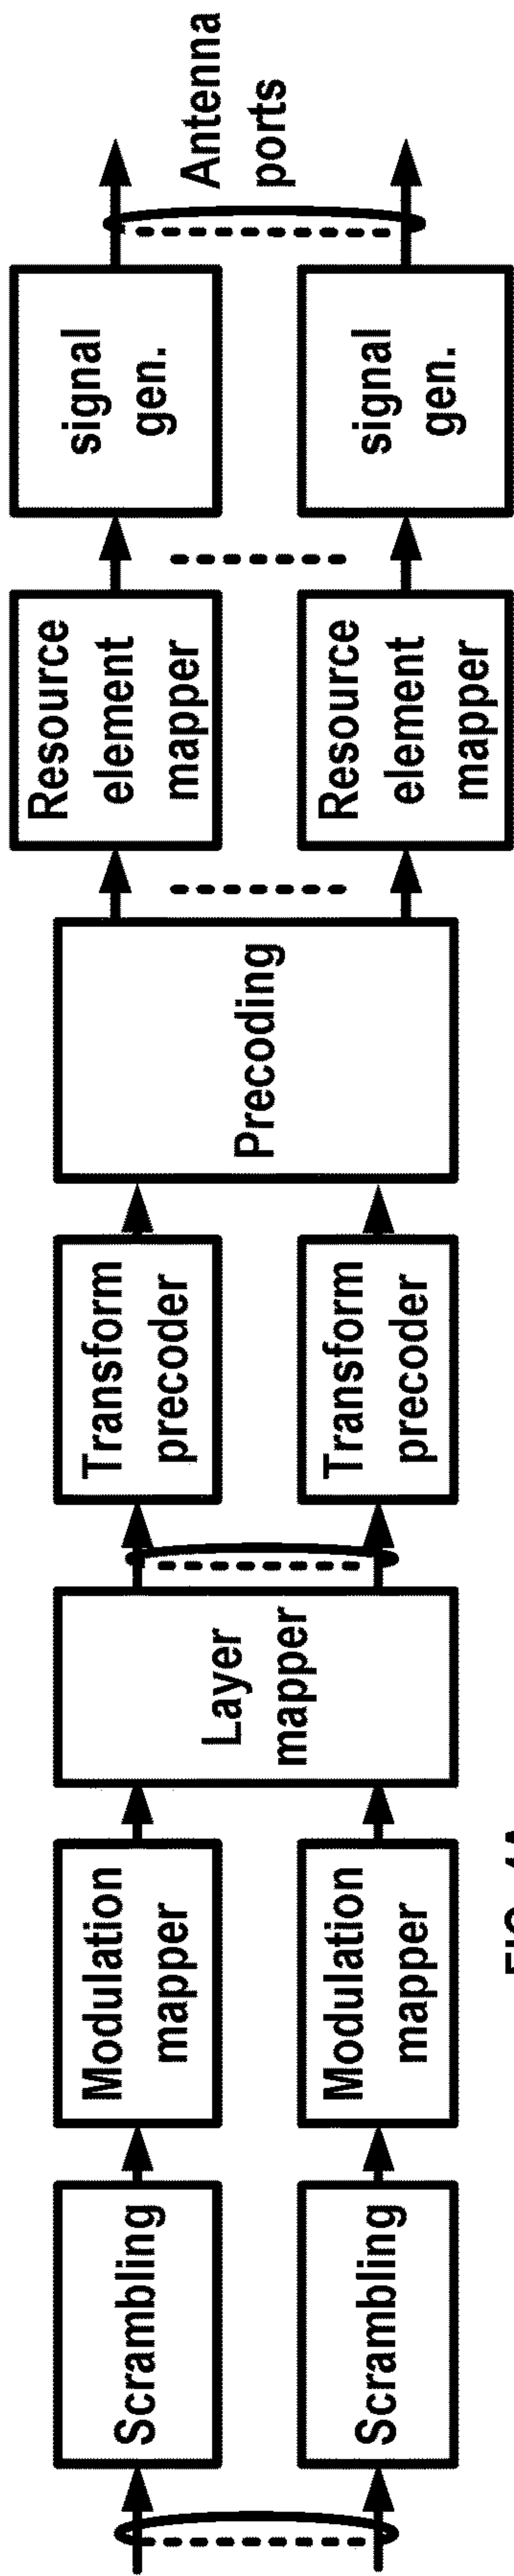 Scrambling
Scrambling
Modulation
mapper
Modulation
mapper
Layer
mapper
Transform
precoder
Transform
precoder
Precoding
Resource
element
mapper
Resource
element
mapper
signal
gen.
signal
gen.
Antenna
ports